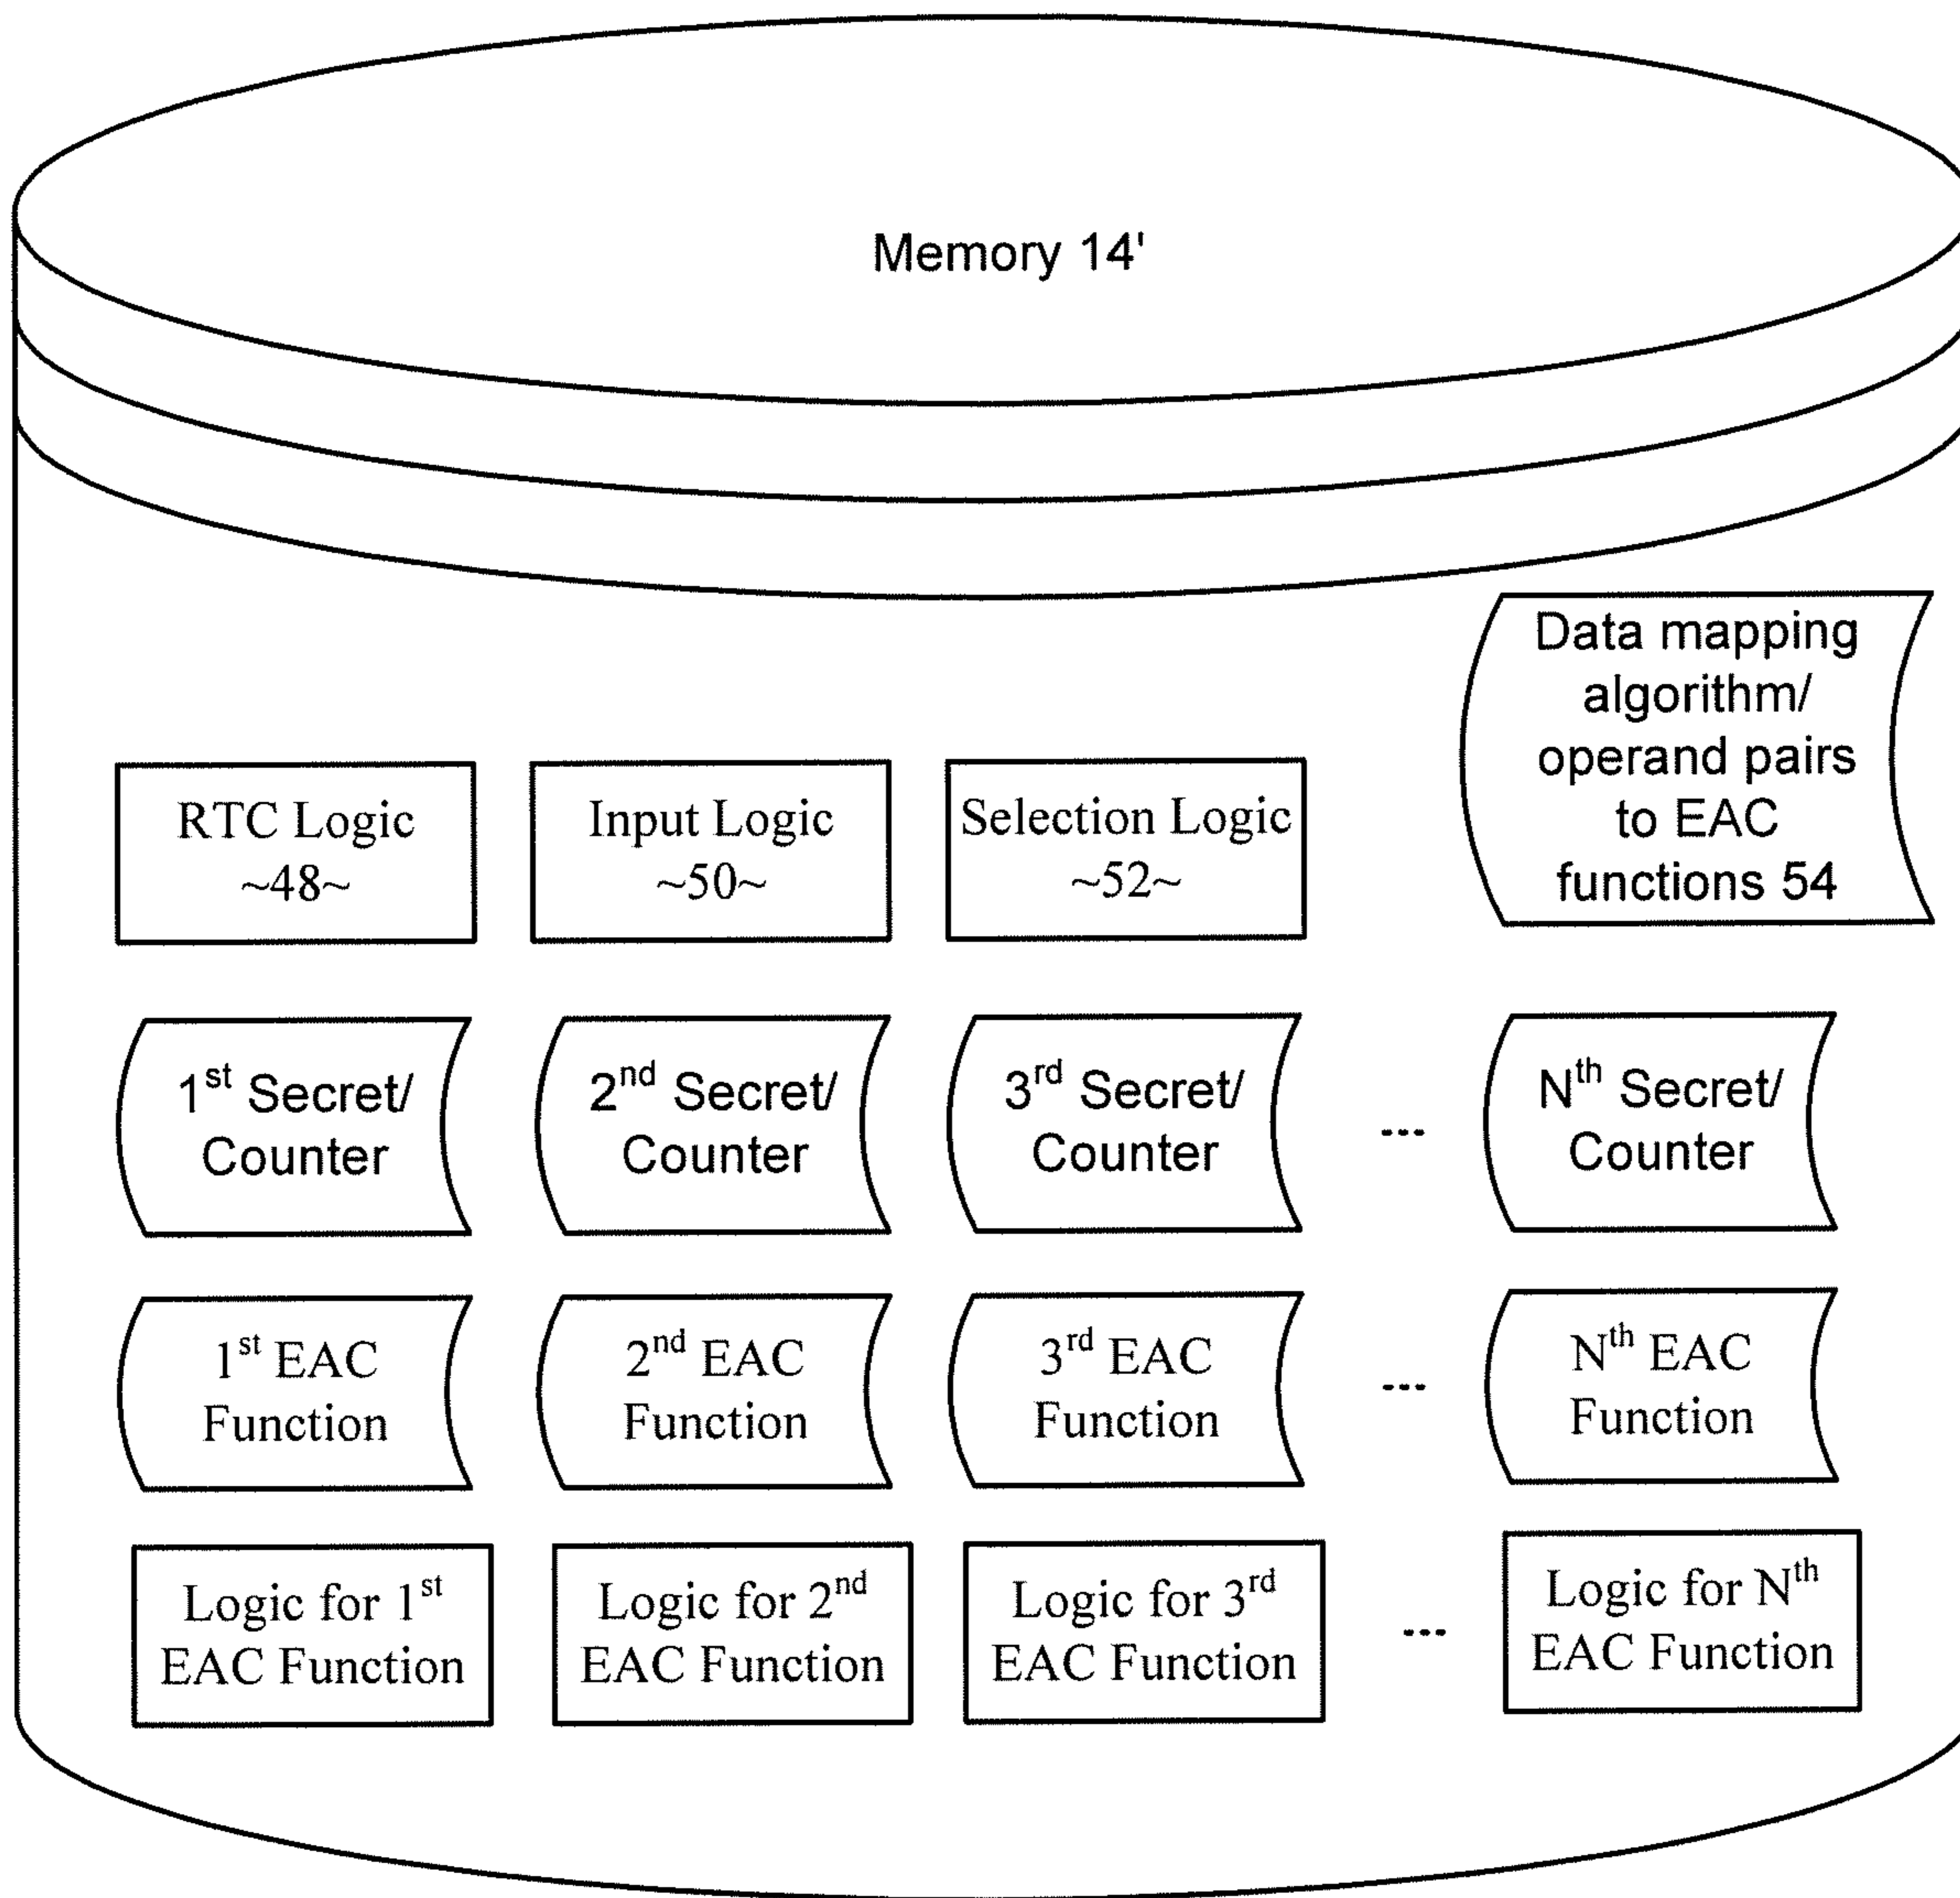 Memory 14'
Data mapping
algorithm/
operand pairs
to EAC
functions 54
RTC Logic
~48~
Input Logic
~50~
Selection Logic
~52~
1st Secret/
Counter
2nd Secret/
Counter
3rd Secret/
Counter
---
Nth Secret/
Counter
1st EAC
Function
2nd EAC
Function
3rd EAC
Function
---
Nth EAC
Function
Logic for 1st
EAC Function
Logic for 2nd
EAC Function
Logic for 3rd
EAC Function
---
Logic for Nth
EAC Function